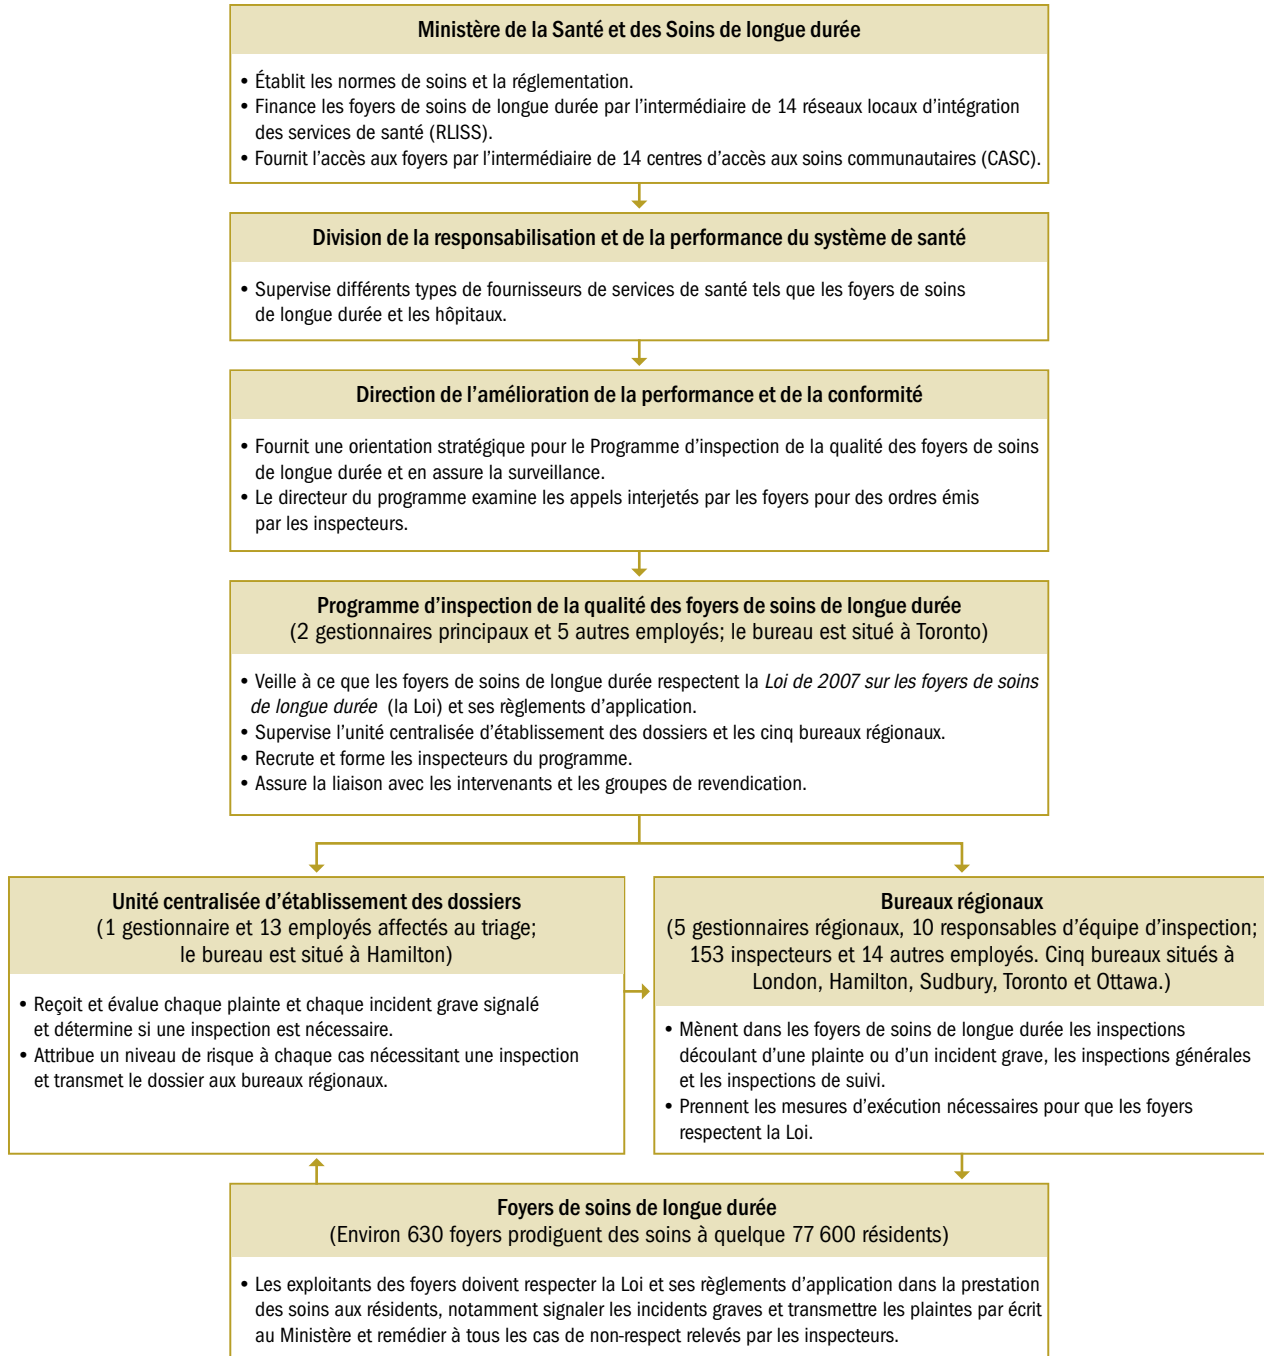 Ministère de la Santé et des Soins de longue durée
• Établit les normes de soins et la réglementation.
• Finance les foyers de soins de longue durée par l’intermédiaire de 14 réseaux locaux d’intégration
des services de santé (RLISS).
• Fournit l’accès aux foyers par l’intermédiaire de 14 centres d’accès aux soins communautaires (CASC).
Division de la responsabilisation et de la performance du système de santé
• Supervise différents types de fournisseurs de services de santé tels que les foyers de soins
de longue durée et les hôpitaux.
Direction de l’amélioration de la performance et de la conformité
• Fournit une orientation stratégique pour le Programme d’inspection de la qualité des foyers de soins
de longue durée et en assure la surveillance.
• Le directeur du programme examine les appels interjetés par les foyers pour des ordres émis
par les inspecteurs.
Programme d’inspection de la qualité des foyers de soins de longue durée
(2 gestionnaires principaux et 5 autres employés; le bureau est situé à Toronto)
• Veille à ce que les foyers de soins de longue durée respectent la Loi de 2007 sur les foyers de soins
de longue durée (la Loi) et ses règlements d’application.
• Supervise l’unité centralisée d’établissement des dossiers et les cinq bureaux régionaux.
• Recrute et forme les inspecteurs du programme.
• Assure la liaison avec les intervenants et les groupes de revendication.
Unité centralisée d’établissement des dossiers
(1 gestionnaire et 13 employés affectés au triage;
le bureau est situé à Hamilton)
• Reçoit et évalue chaque plainte et chaque incident grave signalé
et détermine si une inspection est nécessaire.
• Attribue un niveau de risque à chaque cas nécessitant une inspection
et transmet le dossier aux bureaux régionaux.
Bureaux régionaux
(5 gestionnaires régionaux, 10 responsables d’équipe d’inspection;
153 inspecteurs et 14 autres employés. Cinq bureaux situés à
London, Hamilton, Sudbury, Toronto et Ottawa.)
• Mènent dans les foyers de soins de longue durée les inspections
découlant d’une plainte ou d’un incident grave, les inspections générales
et les inspections de suivi.
• Prennent les mesures d’exécution nécessaires pour que les foyers
respectent la Loi.
Foyers de soins de longue durée
(Environ 630 foyers prodiguent des soins à quelque 77 600 résidents)
• Les exploitants des foyers doivent respecter la Loi et ses règlements d’application dans la prestation
des soins aux résidents, notamment signaler les incidents graves et transmettre les plaintes par écrit
au Ministère et remédier à tous les cas de non-respect relevés par les inspecteurs.